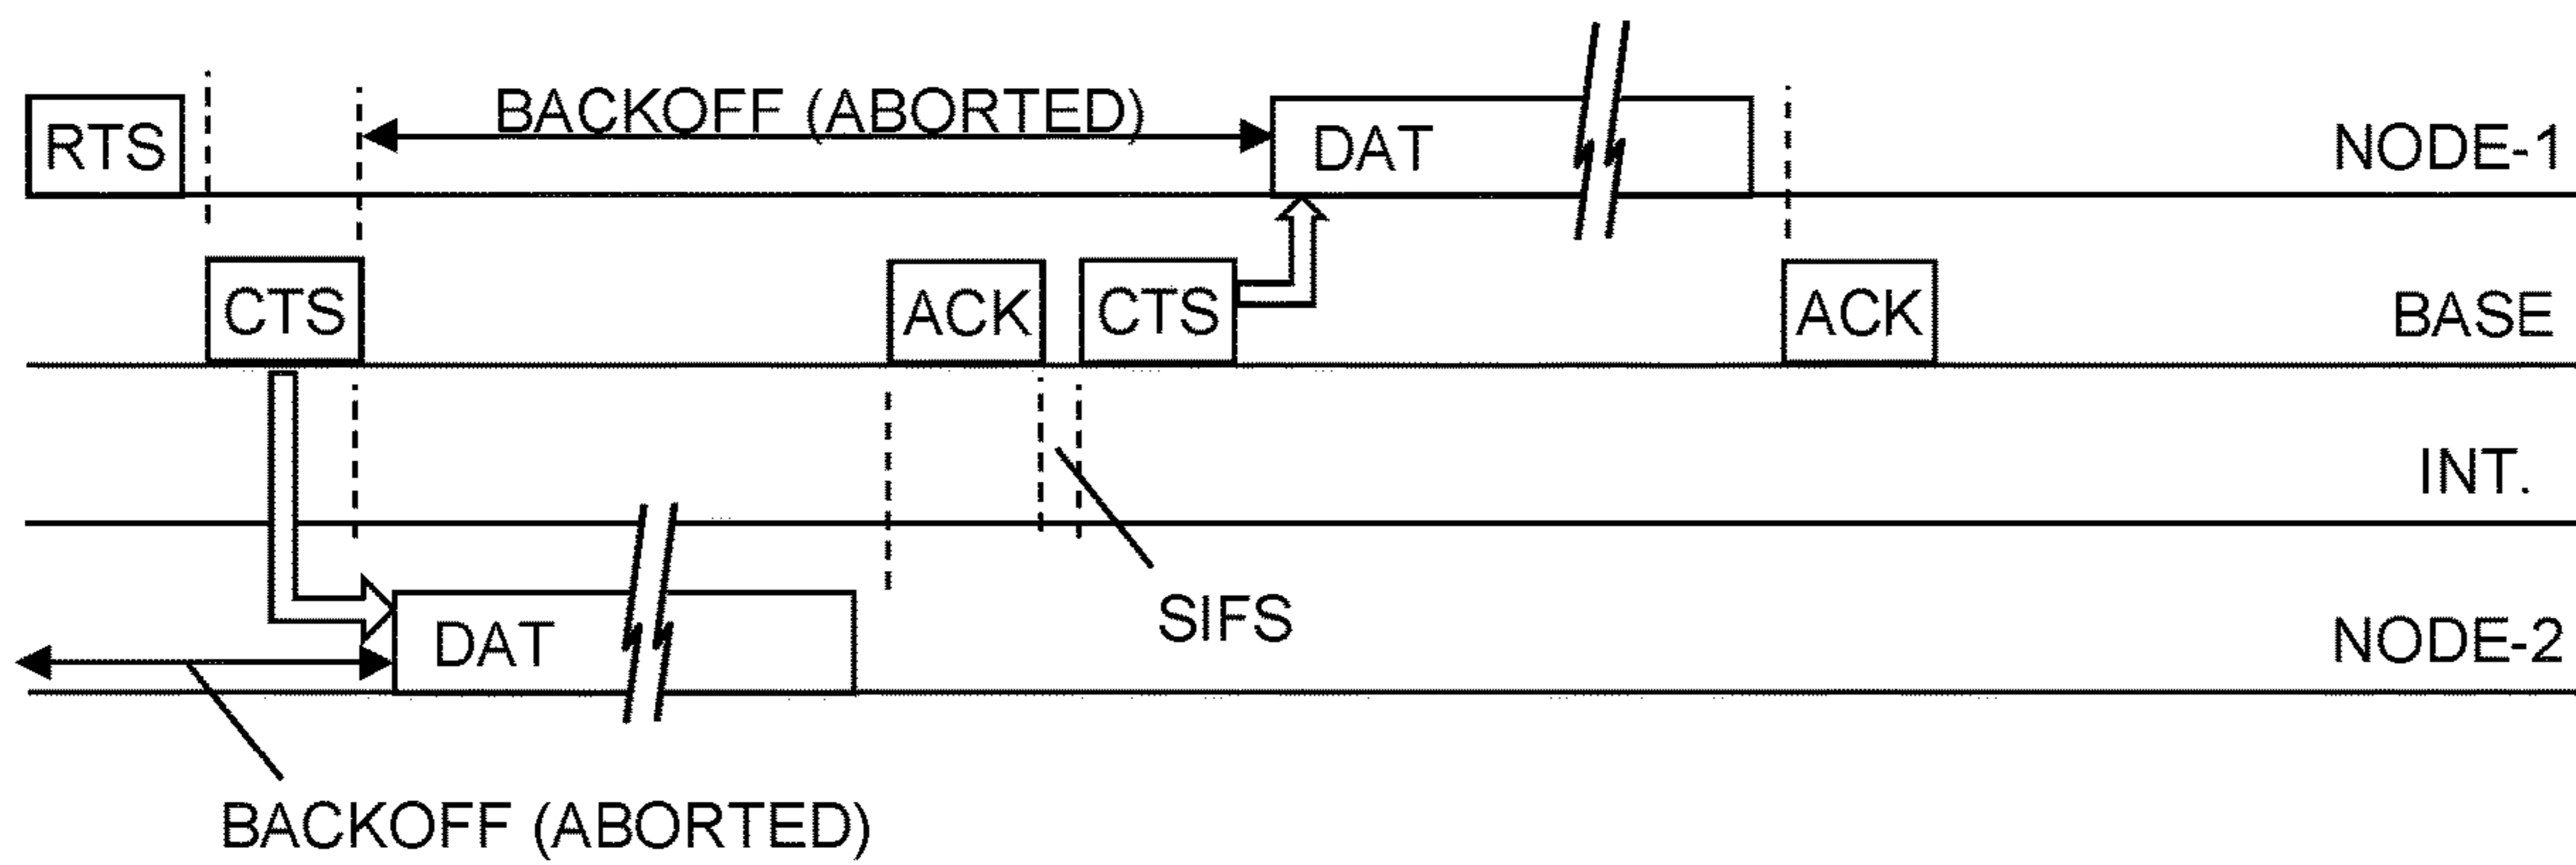 BACKOFF (ABORTED)
RTS
DAT
NODE-1
CTS
ACK
CTS
ACK
BASE
INT.
SIFS
DAT
NODE-2
BACKOFF (ABORTED)